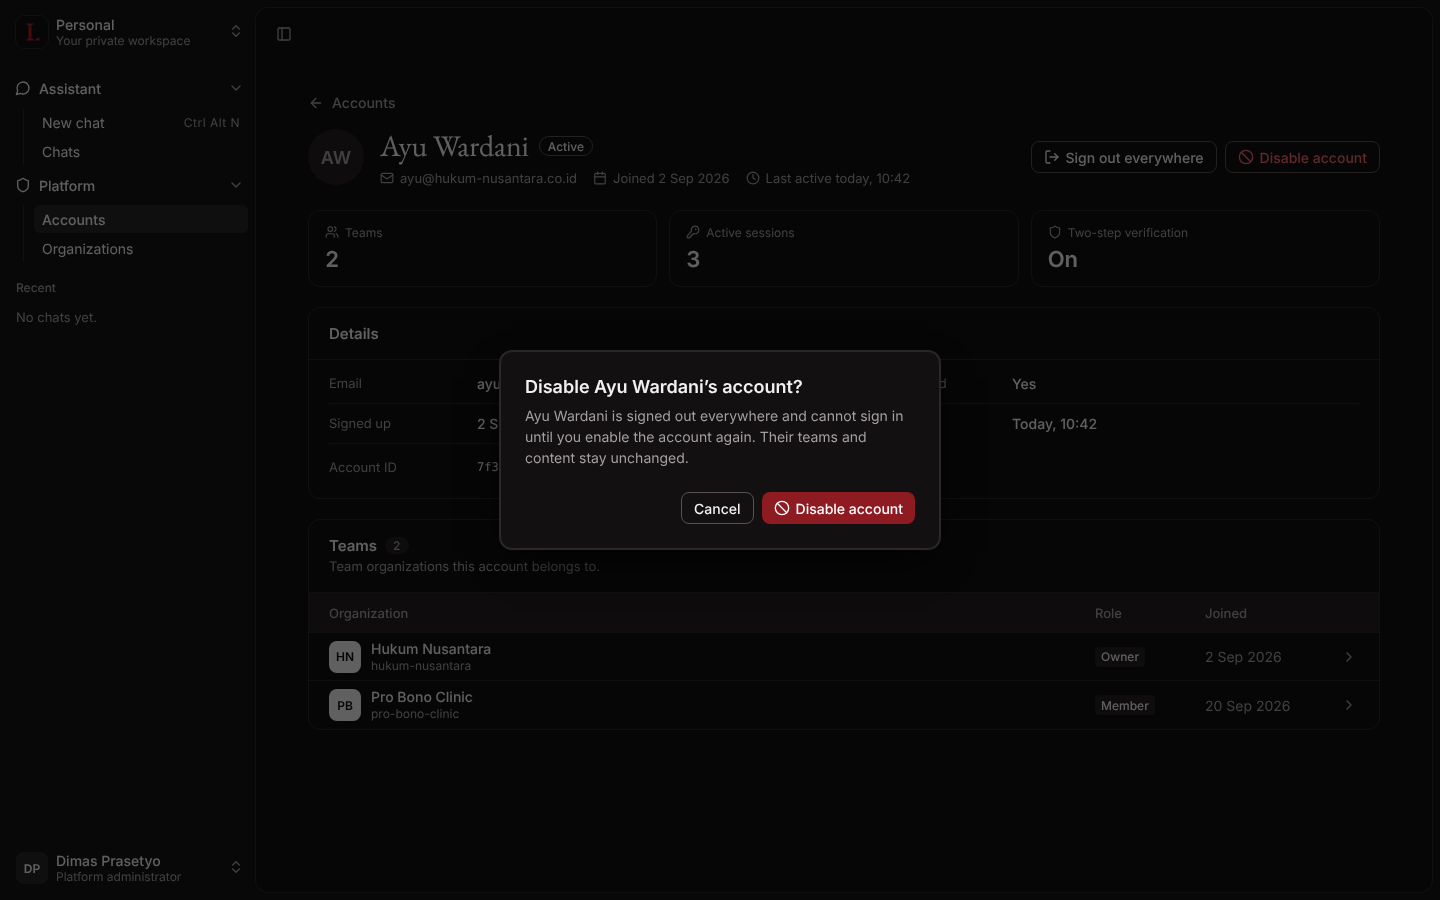 L
Personal
Your private workspace
Assistant
New chat Ctrl Alt N
Chats
Platform
Accounts
Organizations
Recent
No chats yet.
DP
Dimas Prasetyo
Platform administrator
Accounts
AW
Ayu Wardani Active
ayu@hukum-nusantara.co.id Joined 2 Sep 2026 Last active today, 10:42
Sign out everywhere Disable account
Teams
2
Active sessions
3
Two-step verification
On
Details
Email ayu Yes
Signed up 2 S Today, 10:42
Account ID 7f3
Disable Ayu Wardani’s account?
Ayu Wardani is signed out everywhere and cannot sign in
until you enable the account again. Their teams and
content stay unchanged.
Cancel Disable account
Teams 2
Team organizations this account belongs to.
Organization Role Joined
HN Hukum Nusantara Owner 2 Sep 2026
hukum-nusantara
PB Pro Bono Clinic Member 20 Sep 2026
pro-bono-clinic